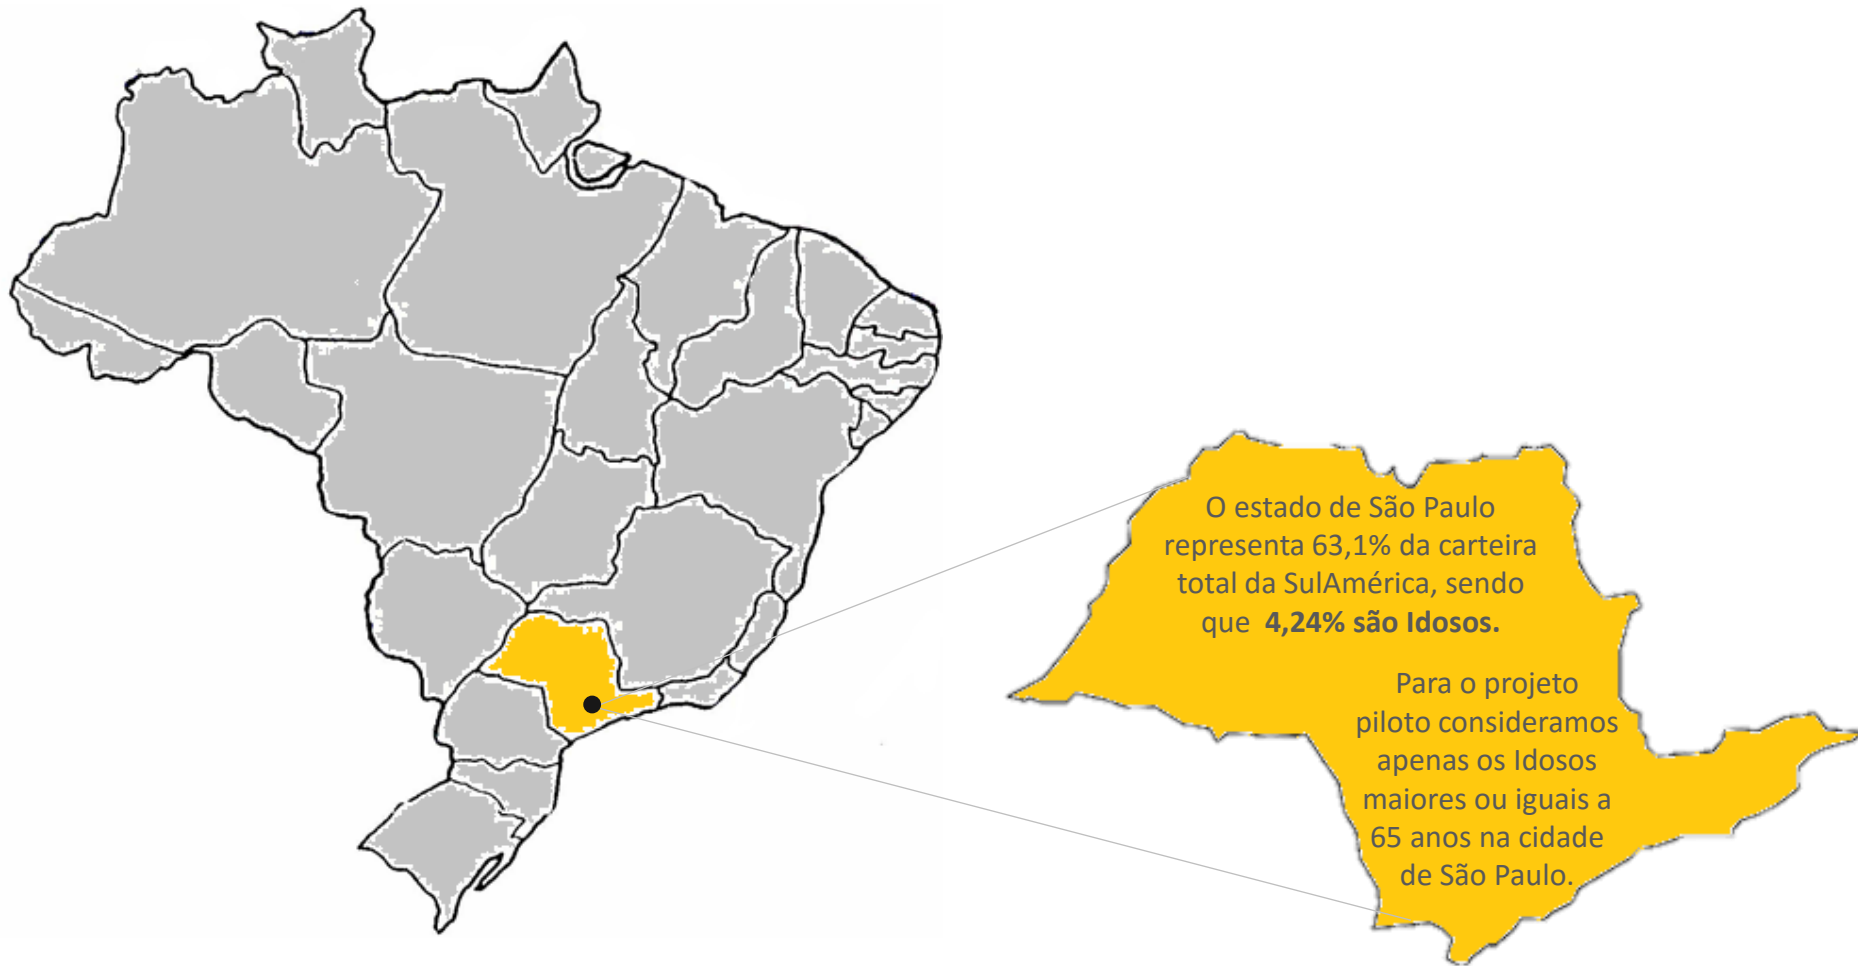 O estado de São Paulo
representa 63,1% da carteira
total da SulAmérica, sendo
que 4,24% são Idosos.
Para o projeto
piloto consideramos
apenas os Idosos
maiores ou iguais a
65 anos na cidade
de São Paulo.